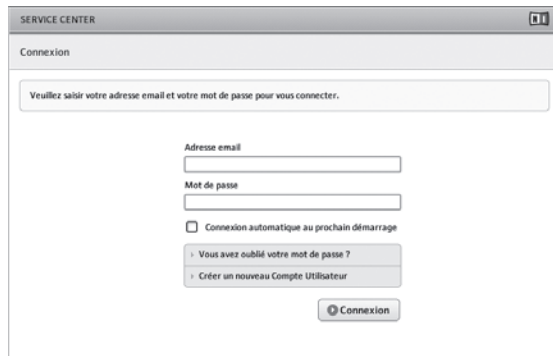 SERVICE CENTER
Connexion
Veuillez saisir votre adresse email et votre mot de passe pour vous connecter.
Adresse email
Mot de passe
Connexion automatique au prochain démarrage
Vous avez oublié votre mot de passe ?
Créer un nouveau Compte Utilisateur
Connexion